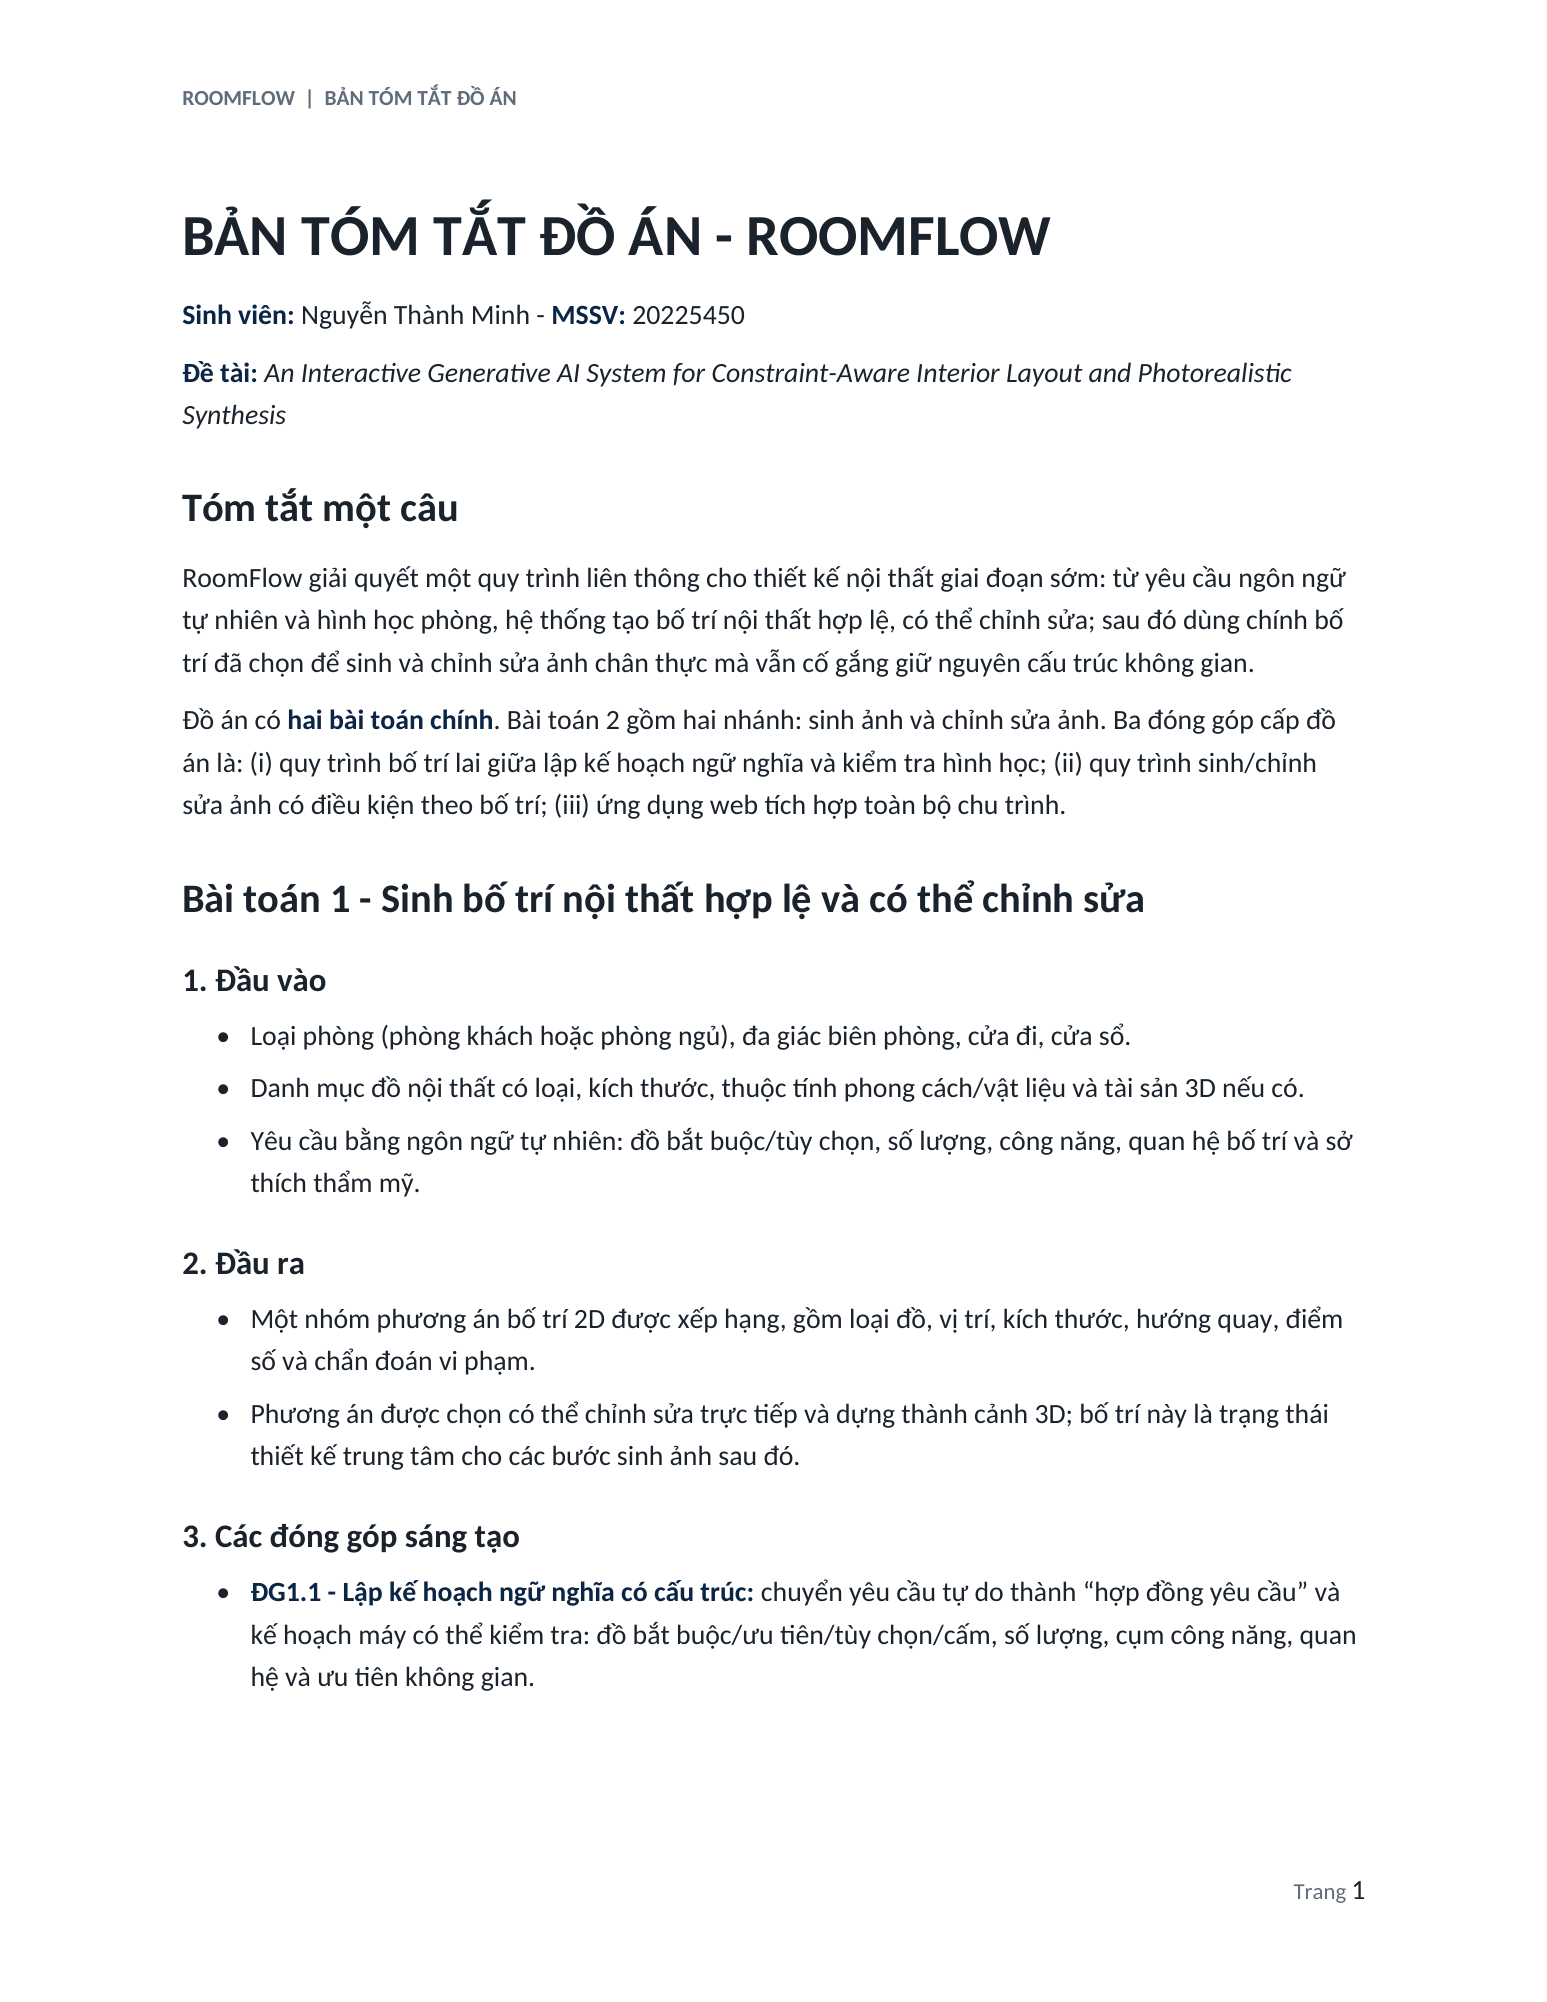 ROOMFLOW | BẢN TÓM TẮT ĐỒ ÁN
BẢN TÓM TẮT ĐỒ ÁN - ROOMFLOW
Sinh viên: Nguyễn Thành Minh - MSSV: 20225450
Đề tài: An Interactive Generative AI System for Constraint-Aware Interior Layout and Photorealistic
Synthesis
Tóm tắt một câu
RoomFlow giải quyết một quy trình liên thông cho thiết kế nội thất giai đoạn sớm: từ yêu cầu ngôn ngữ
tự nhiên và hình học phòng, hệ thống tạo bố trí nội thất hợp lệ, có thể chỉnh sửa; sau đó dùng chính bố
trí đã chọn để sinh và chỉnh sửa ảnh chân thực mà vẫn cố gắng giữ nguyên cấu trúc không gian.
Đồ án có hai bài toán chính. Bài toán 2 gồm hai nhánh: sinh ảnh và chỉnh sửa ảnh. Ba đóng góp cấp đồ
án là: (i) quy trình bố trí lai giữa lập kế hoạch ngữ nghĩa và kiểm tra hình học; (ii) quy trình sinh/chỉnh
sửa ảnh có điều kiện theo bố trí; (iii) ứng dụng web tích hợp toàn bộ chu trình.
Bài toán 1 - Sinh bố trí nội thất hợp lệ và có thể chỉnh sửa
1. Đầu vào
• Loại phòng (phòng khách hoặc phòng ngủ), đa giác biên phòng, cửa đi, cửa sổ.
• Danh mục đồ nội thất có loại, kích thước, thuộc tính phong cách/vật liệu và tài sản 3D nếu có.
• Yêu cầu bằng ngôn ngữ tự nhiên: đồ bắt buộc/tùy chọn, số lượng, công năng, quan hệ bố trí và sở
thích thẩm mỹ.
2. Đầu ra
• Một nhóm phương án bố trí 2D được xếp hạng, gồm loại đồ, vị trí, kích thước, hướng quay, điểm
số và chẩn đoán vi phạm.
• Phương án được chọn có thể chỉnh sửa trực tiếp và dựng thành cảnh 3D; bố trí này là trạng thái
thiết kế trung tâm cho các bước sinh ảnh sau đó.
3. Các đóng góp sáng tạo
• ĐG1.1 - Lập kế hoạch ngữ nghĩa có cấu trúc: chuyển yêu cầu tự do thành “hợp đồng yêu cầu” và
kế hoạch máy có thể kiểm tra: đồ bắt buộc/ưu tiên/tùy chọn/cấm, số lượng, cụm công năng, quan
hệ và ưu tiên không gian.
Trang 1